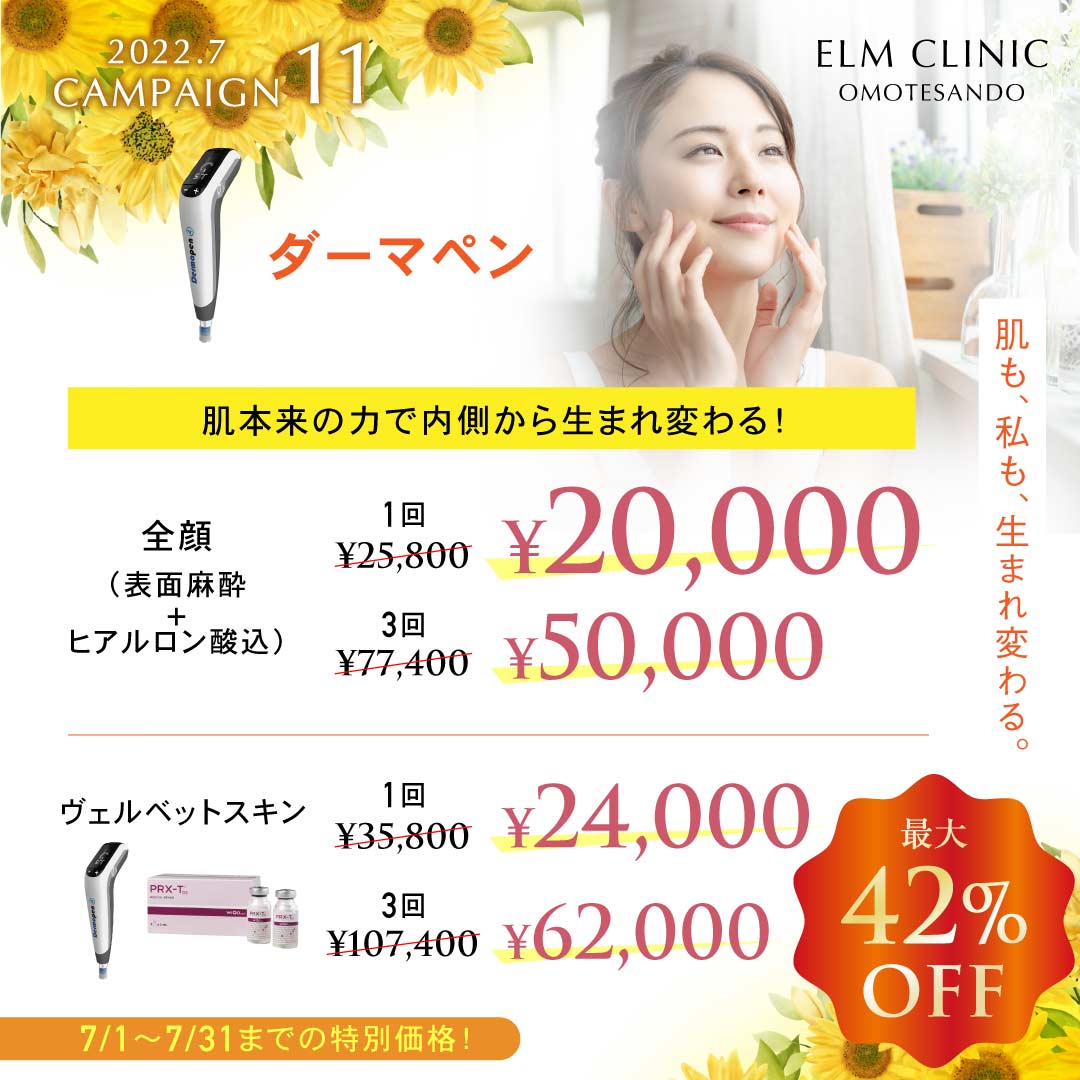 2022.7
CAMPAIGN 11
ELM CLINIC
OMOTESANDO
Dermapen
ダーマペン
肌も、私も、生まれ変わる。
肌本来の力で内側から生まれ変わる!
全顔
(表面麻酔
+
ヒアルロン酸込)
1回
¥25,800
¥20,000
3回
¥77,400
¥50,000
ヴェルベットスキン
1回
¥35,800
¥24,000
3回
¥107,400
¥62,000
Dermapen
PRX-T
PRX-T
PRX-T
最大
42%
OFF
7/1〜7/31までの特別価格!